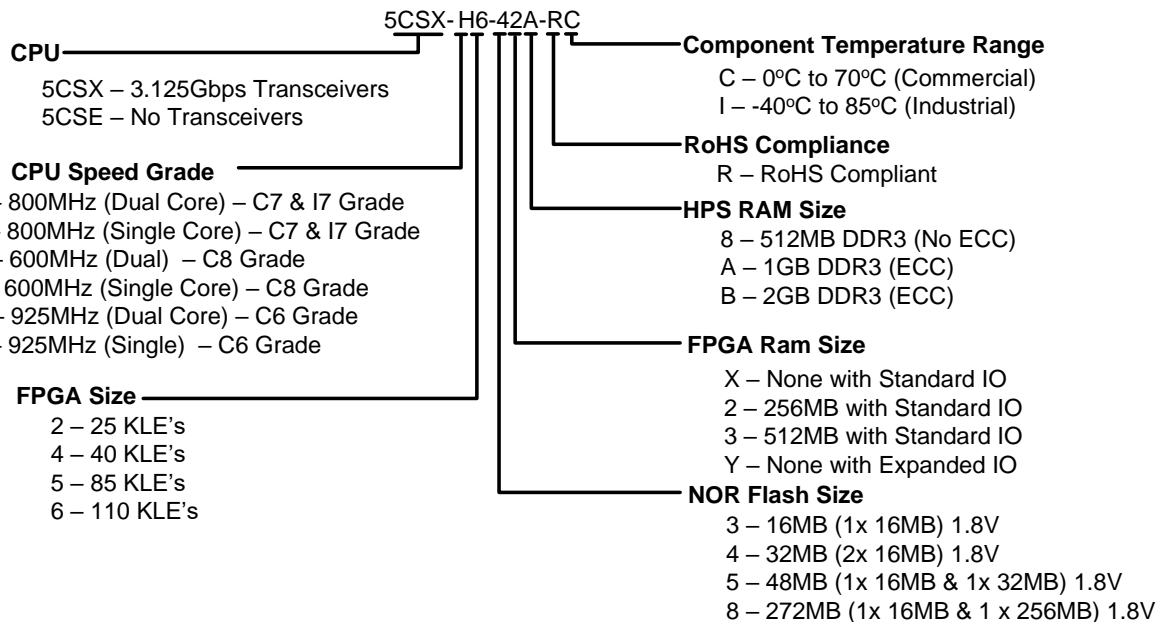 5CSX-H6-42A-RC
CPU
5CSX – 3.125Gbps Transceivers
5CSE – No Transceivers
CPU Speed Grade
- 800MHz (Dual Core) – C7 & I7 Grade
- 800MHz (Single Core) – C7 & I7 Grade
– 600MHz (Dual) – C8 Grade
600MHz (Single Core) – C8 Grade
– 925MHz (Dual Core) – C6 Grade
- 925MHz (Single) – C6 Grade
FPGA Size
2 – 25 KLE’s
4 – 40 KLE’s
5 – 85 KLE’s
6 – 110 KLE’s
Component Temperature Range
C – 0ºC to 70ºC (Commercial)
I – -40ºC to 85ºC (Industrial)
RoHS Compliance
R – RoHS Compliant
HPS RAM Size
8 – 512MB DDR3 (No ECC)
A – 1GB DDR3 (ECC)
B – 2GB DDR3 (ECC)
FPGA Ram Size
X – None with Standard IO
2 – 256MB with Standard IO
3 – 512MB with Standard IO
Y – None with Expanded IO
NOR Flash Size
3 – 16MB (1x 16MB) 1.8V
4 – 32MB (2x 16MB) 1.8V
5 – 48MB (1x 16MB & 1x 32MB) 1.8V
8 – 272MB (1x 16MB & 1 x 256MB) 1.8V